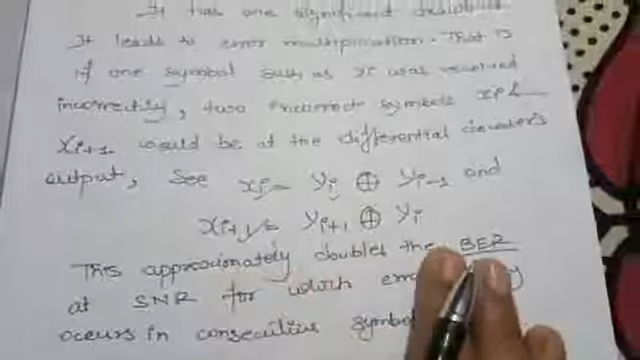 It has one significant drawback
It leads to error multiplication. That is
if one symbol such as yi was received
incorrectly, two incorrect symbols xi &
xi+1 would be at the differential decoder's
output, See xi = yi ⊕ yi-1 and
xi+1 = yi+1 ⊕ yi
This approximately doubles the BER
at SNR for which
occurs in consecutive